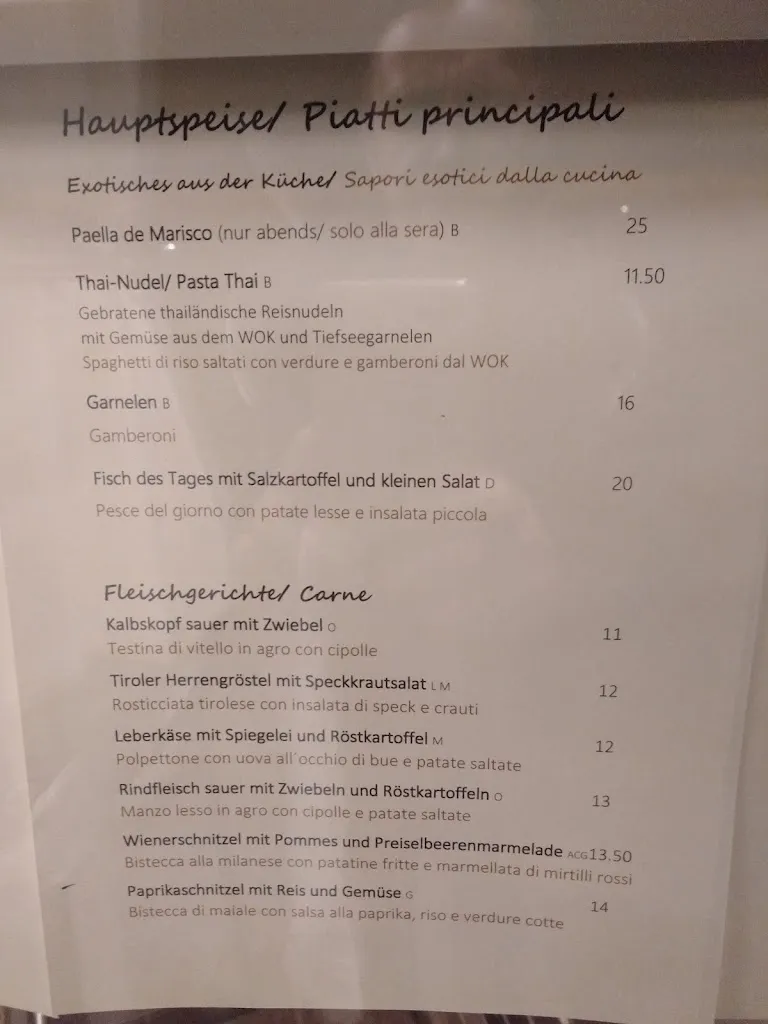 Hauptspeise/ Piatti principali
Exotisches aus der Küche/ Sapori esotici dalla cucina
Paella de Marisco (nur abends/ solo alla sera) B 25
Thai-Nudel/ Pasta Thai B 11.50
Gebratene thailändische Reisnudeln
mit Gemüse aus dem WOK und Tiefseegarnelen
Spaghetti di riso saltati con verdure e gamberoni dal WOK
Garnelen B 16
Gamberoni
Fisch des Tages mit Salzkartoffel und kleinen Salat D 20
Pesce del giorno con patate lesse e insalata piccola
Fleischgerichte/ Carne
Kalbskopf sauer mit Zwiebel O 11
Testina di vitello in agro con cipolle
Tiroler Herrengröstel mit Speckkrautsalat L M 12
Rosticciata tirolese con insalata di speck e crauti
Leberkäse mit Spiegelei und Röstkartoffel M 12
Polpettone con uova all´occhio di bue e patate saltate
Rindfleisch sauer mit Zwiebeln und Röstkartoffeln O 13
Manzo lesso in agro con cipolle e patate saltate
Wienerschnitzel mit Pommes und Preiselbeerenmarmelade ACG 13.50
Bistecca alla milanese con patatine fritte e marmellata di mirtilli rossi
Paprikaschnitzel mit Reis und Gemüse G 14
Bistecca di maiale con salsa alla paprika, riso e verdure cotte